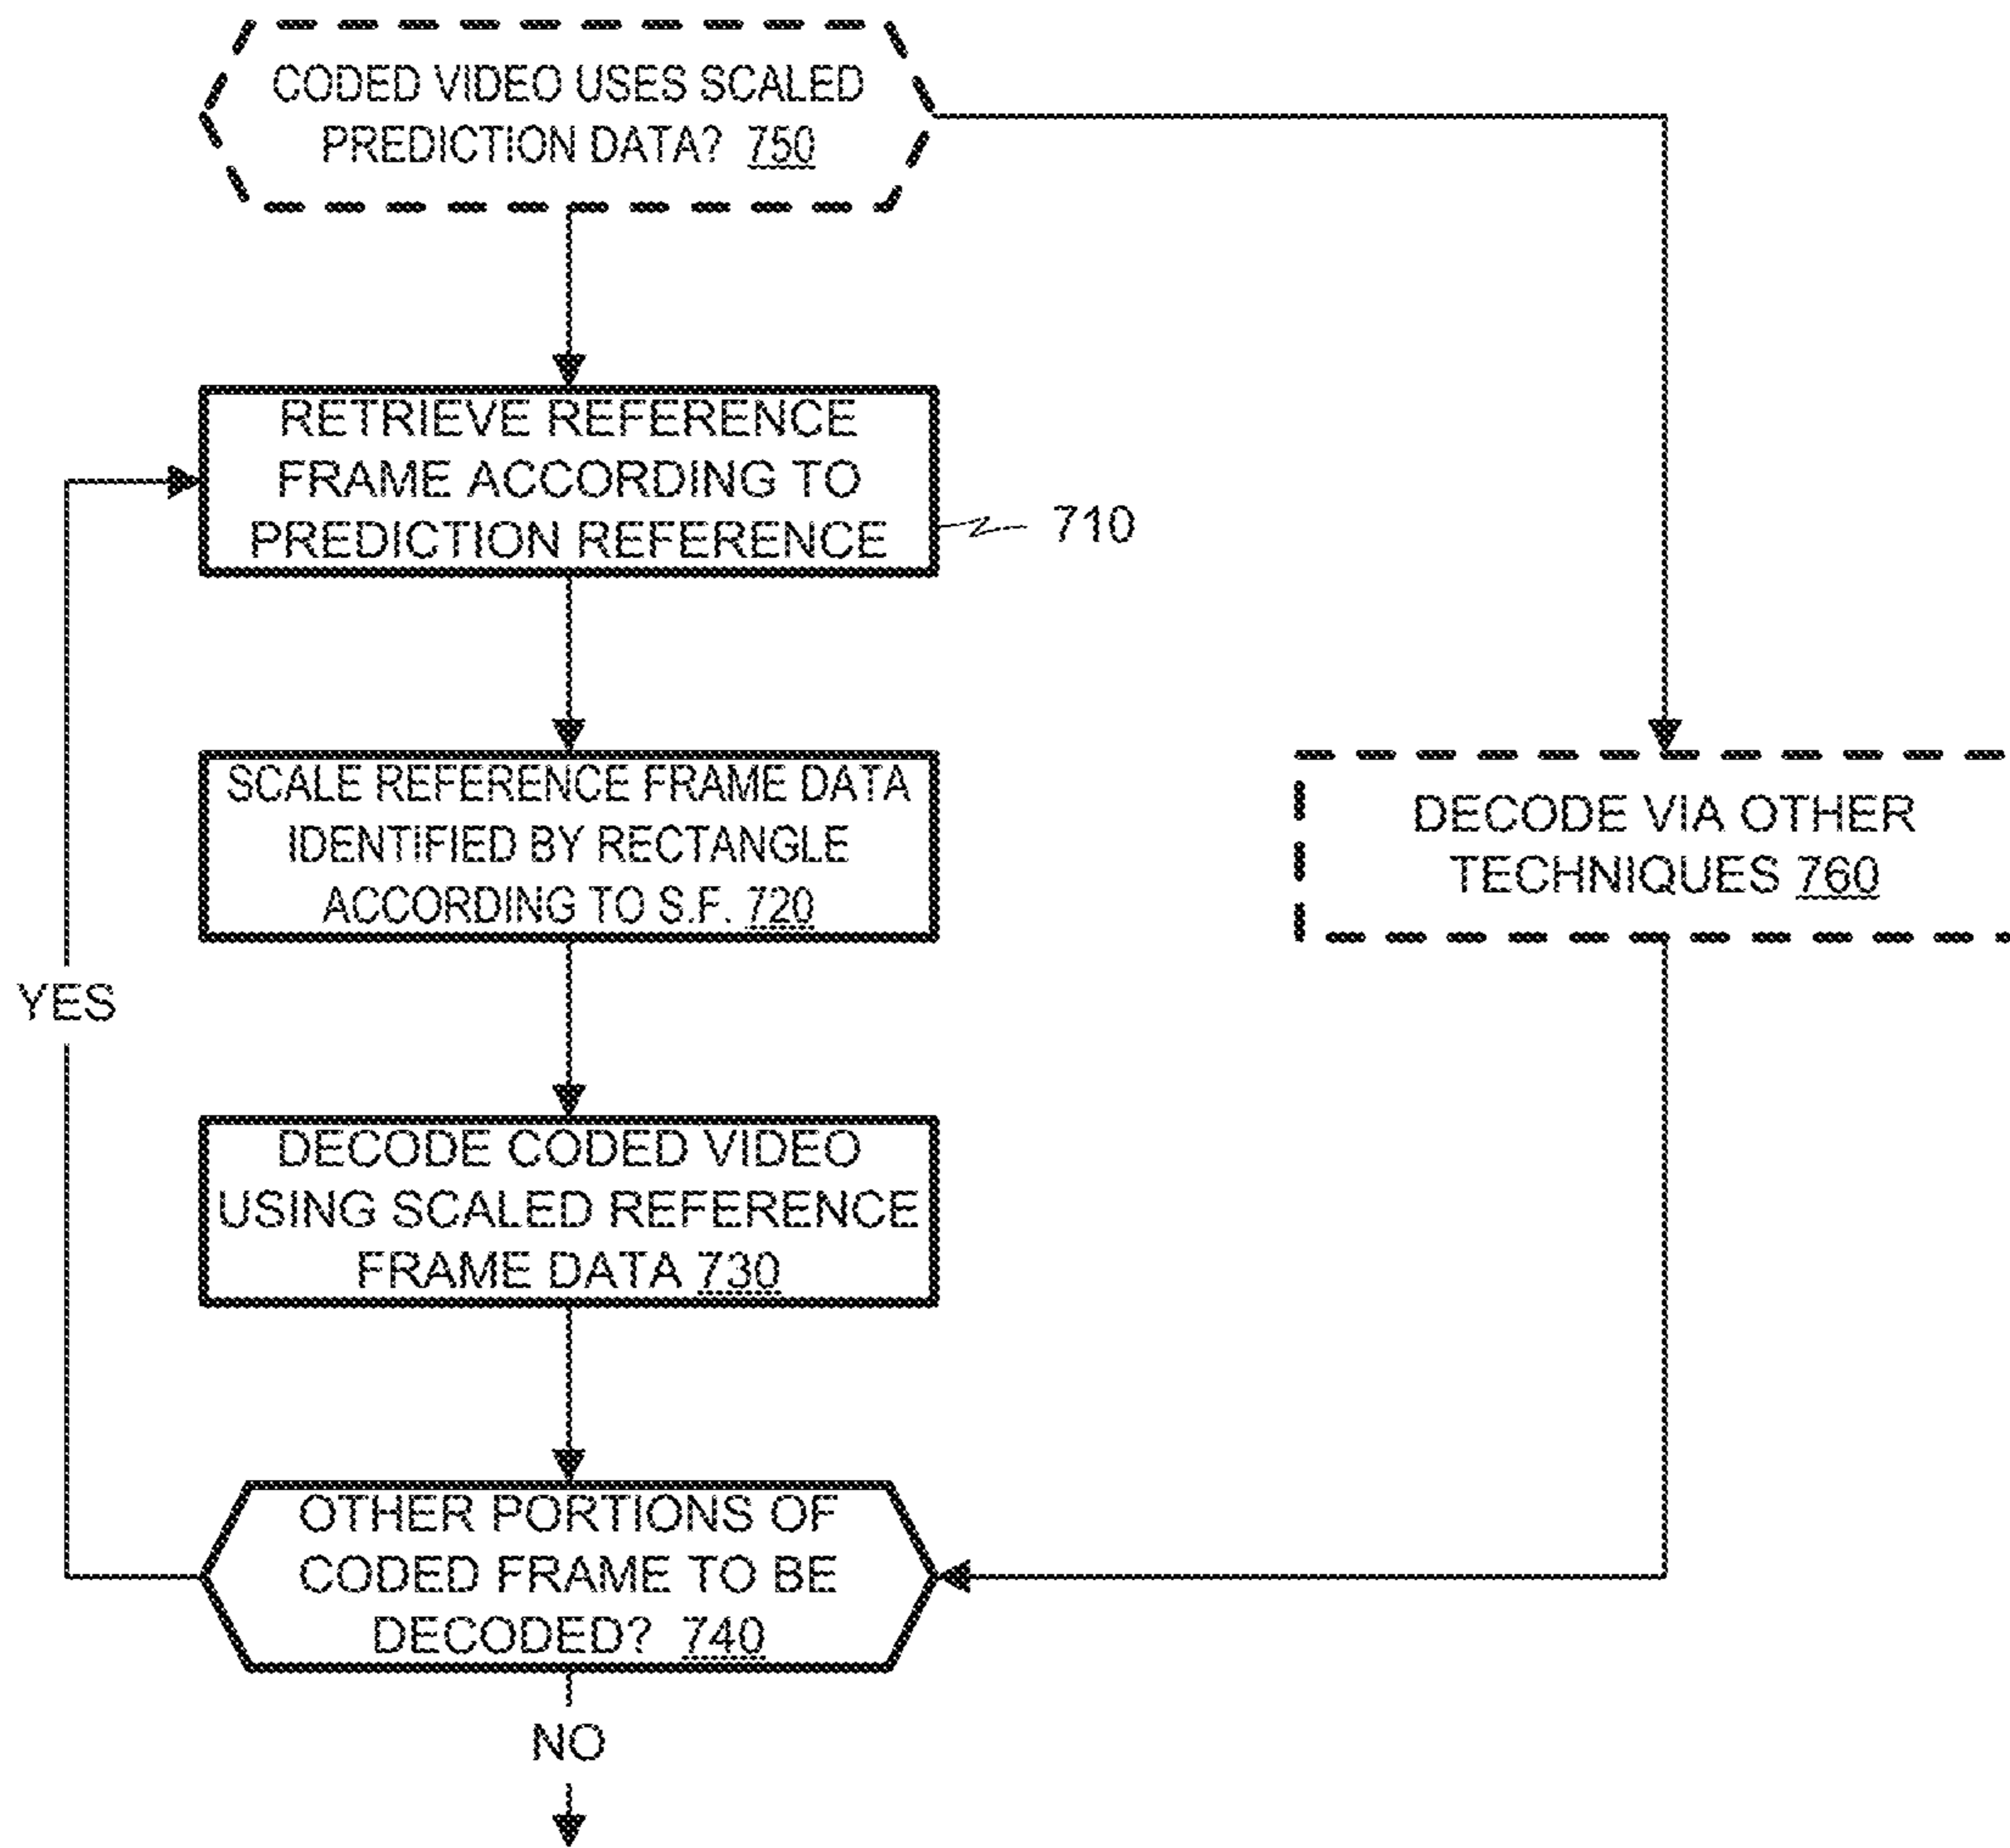 CODED VIDEO USES SCALED
PREDICTION DATA? 750
RETRIEVE REFERENCE
FRAME ACCORDING TO
PREDICTION REFERENCE
710
SCALE REFERENCE FRAME DATA
IDENTIFIED BY RECTANGLE
ACCORDING TO S.F. 720
DECODE VIA OTHER
TECHNIQUES 760
YES
DECODE CODED VIDEO
USING SCALED REFERENCE
FRAME DATA 730
OTHER PORTIONS OF
CODED FRAME TO BE
DECODED? 740
NO